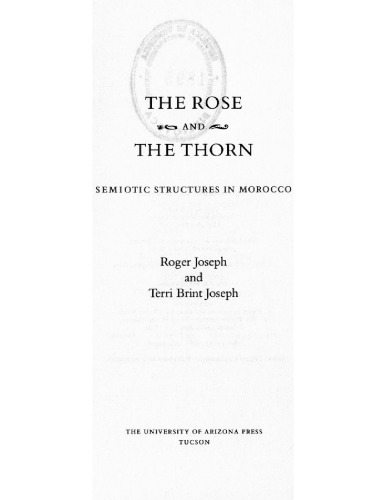 THE ROSE
AND
THE THORN
SEMIOTIC STRUCTURES IN MOROCCO
Roger Joseph
and
Terri Brint Joseph
THE UNIVERSITY OF ARIZONA PRESS
TUCSON